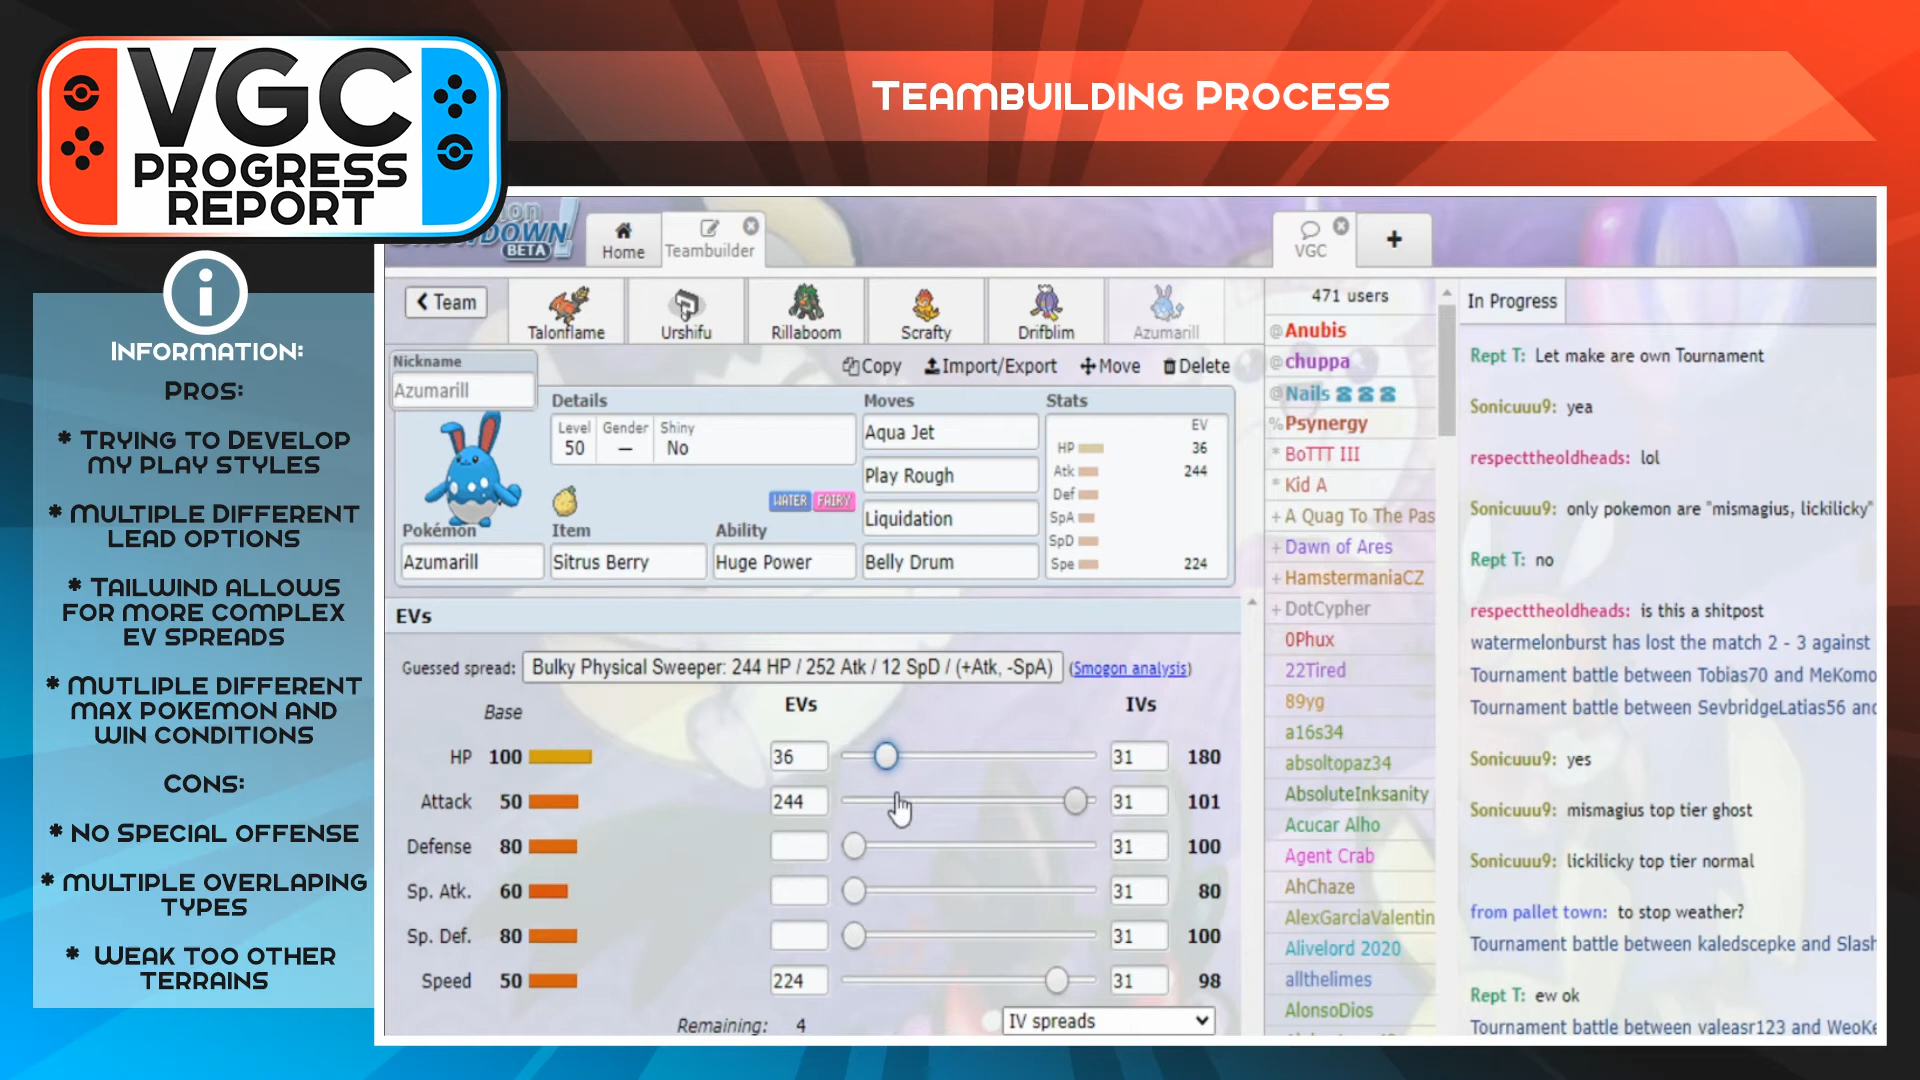 VGC
PROGRESS
REPORT
Teambuilding Process
Information:
Pros:
* Trying to Develop
my play styles
* Multiple Different
Lead options
* Tailwind allows
for more complex
EV spreads
* Mutliple different
Max Pokemon and
win conditions
Cons:
* No Special offense
* Multiple overlaping
types
* Weak too other
terrains
BETA
Home
Teambuilder
VGC
+
Team
Talonflame
Urshifu
Rillaboom
Scrafty
Drifblim
Azumarill
Nickname
Azumarill
Copy
Import/Export
Move
Delete
Details
Level
Gender
Shiny
50
–
No
WATER
FAIRY
Pokémon
Azumarill
Item
Sitrus Berry
Ability
Huge Power
Moves
Aqua Jet
Play Rough
Liquidation
Belly Drum
Stats
EV
HP 36
Atk 244
Def
SpA
SpD
Spe 224
EVs
Guessed spread: Bulky Physical Sweeper: 244 HP / 252 Atk / 12 SpD / (+Atk, -SpA) (Smogon analysis)
Base EVs IVs
HP 100 36 31 180
Attack 50 244 31 101
Defense 80 31 100
Sp. Atk. 60 31 80
Sp. Def. 80 31 100
Speed 50 224 31 98
Remaining: 4
IV spreads
471 users
@Anubis
@chuppa
@Nails
%Psynergy
* BoTTT III
* Kid A
+A Quag To The Pas
+Dawn of Ares
+HamstermaniaCZ
+DotCypher
0Phux
22Tired
89yg
a16s34
absoltopaz34
AbsoluteInksanity
Acucar Alho
Agent Crab
AhChaze
AlexGarciaValentin
Alivelord 2020
allthelimes
AlonsoDios
In Progress
Rept T: Let make are own Tournament
Sonicuuu9: yea
respecttheoldheads: lol
Sonicuuu9: only pokemon are "mismagius, lickilicky"
Rept T: no
respecttheoldheads: is this a shitpost
watermelonburst has lost the match 2 - 3 against
Tournament battle between Tobias70 and MeKomo
Tournament battle between SevbridgeLatias56 and
Sonicuuu9: yes
Sonicuuu9: mismagius top tier ghost
Sonicuuu9: lickilicky top tier normal
from pallet town: to stop weather?
Tournament battle between kaledscepke and Slash
Rept T: ew ok
Tournament battle between valeasr123 and WeoKe